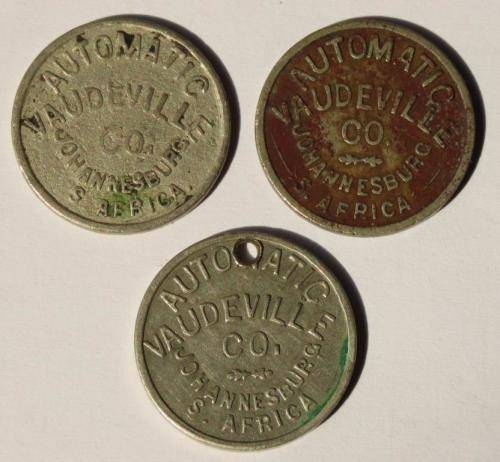 AUTOMATIC
VAUDEVILLE
CO.
JOHANNESBURG
S. AFRICA
AUTOMATIC
VAUDEVILLE
CO.
JOHANNESBURG
S. AFRICA
AUTOMATIC
VAUDEVILLE
CO.
JOHANNESBURG
S. AFRICA